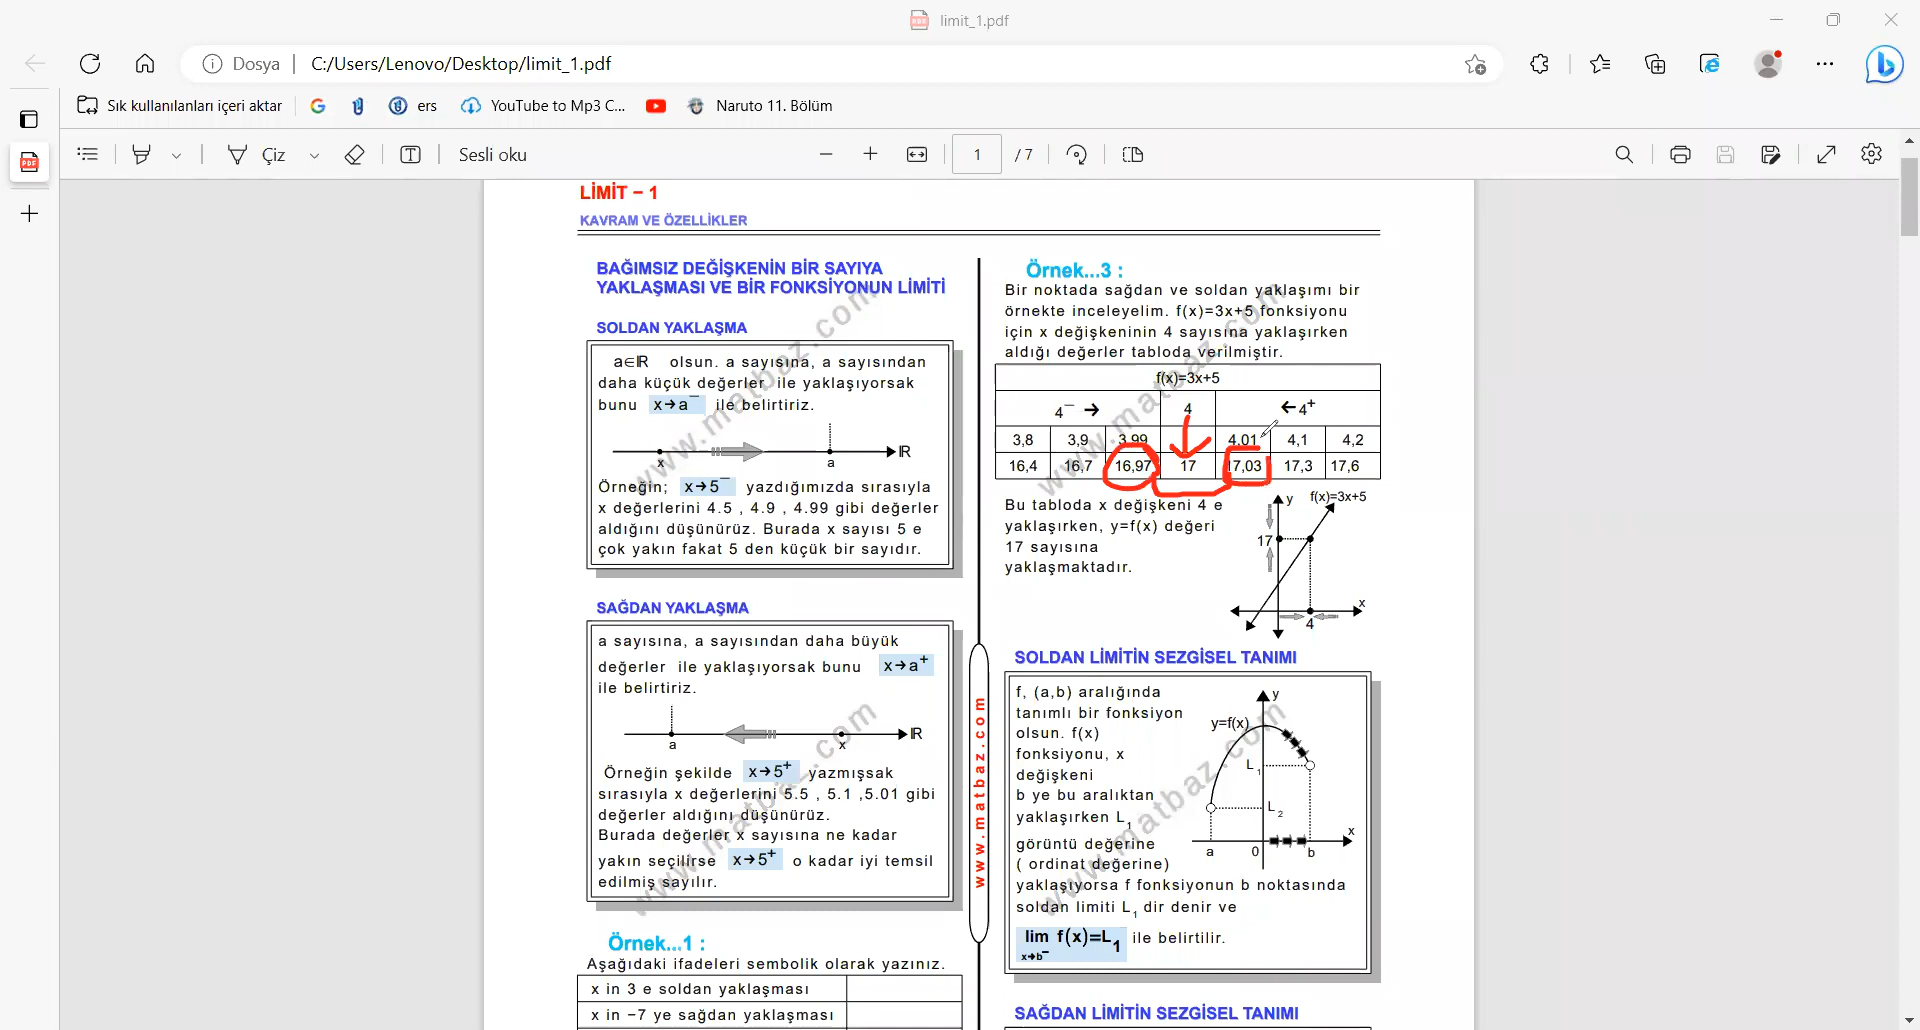 limit_1.pdf
Dosya
C:/Users/Lenovo/Desktop/limit_1.pdf
Sık kullanılanları içeri aktar
ers
YouTube to Mp3 C...
Naruto 11. Bölüm
Çiz
Sesli oku
1
/ 7
LİMİT – 1
KAVRAM VE ÖZELLİKLER
BAĞIMSIZ DEĞİŞKENİN BİR SAYIYA
YAKLAŞMASI VE BİR FONKSİYONUN LİMİTİ
SOLDAN YAKLAŞMA
a∈IR olsun. a sayısına, a sayısından
daha küçük değerler ile yaklaşıyorsak
bunu x→a⁻ ile belirtiriz.
x a IR
Örneğin; x→5⁻ yazdığımızda sırasıyla
x değerlerini 4.5 , 4.9 , 4.99 gibi değerler
aldığını düşünürüz. Burada x sayısı 5 e
çok yakın fakat 5 den küçük bir sayıdır.
SAĞDAN YAKLAŞMA
a sayısına, a sayısından daha büyük
değerler ile yaklaşıyorsak bunu x→a⁺
ile belirtiriz.
a x IR
Örneğin şekilde x→5⁺ yazmışsak
sırasıyla x değerlerini 5.5 , 5.1 ,5.01 gibi
değerler aldığını düşünürüz.
Burada değerler x sayısına ne kadar
yakın seçilirse x→5⁺ o kadar iyi temsil
edilmiş sayılır.
Örnek...1 :
Aşağıdaki ifadeleri sembolik olarak yazınız.
x in 3 e soldan yaklaşması
x in −7 ye sağdan yaklaşması
www.matbaz.com
www.matbaz.com
www.matbaz.com
Örnek...3 :
Bir noktada sağdan ve soldan yaklaşımı bir
örnekte inceleyelim. f(x)=3x+5 fonksiyonu
için x değişkeninin 4 sayısına yaklaşırken
aldığı değerler tabloda verilmiştir.
f(x)=3x+5
4⁻ → 4 ←4⁺
3,8 3,9 3,99 4,01 4,1 4,2
16,4 16,7 16,97 17 17,03 17,3 17,6
Bu tabloda x değişkeni 4 e
yaklaşırken, y=f(x) değeri
17 sayısına
yaklaşmaktadır.
y f(x)=3x+5
17
x
4
SOLDAN LİMİTİN SEZGİSEL TANIMI
f, (a,b) aralığında
tanımlı bir fonksiyon
olsun. f(x)
fonksiyonu, x
değişkeni
b ye bu aralıktan
yaklaşırken L₁
görüntü değerine
( ordinat değerine)
yaklaşıyorsa f fonksiyonun b noktasında
soldan limiti L₁ dir denir ve
lim f(x)=L₁ ile belirtilir.
x→b⁻
y
y=f(x)
L₁
L₂
x
a 0 b
www.matbaz.com
www.matbaz.com
SAĞDAN LİMİTİN SEZGİSEL TANIMI